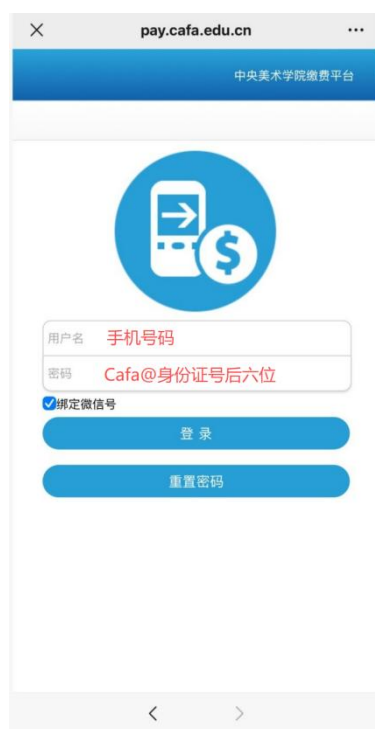 pay.cafa.edu.cn
中央美术学院缴费平台
用户名 手机号码
密码 Cafa@身份证号后六位
绑定微信号
登 录
重置密码